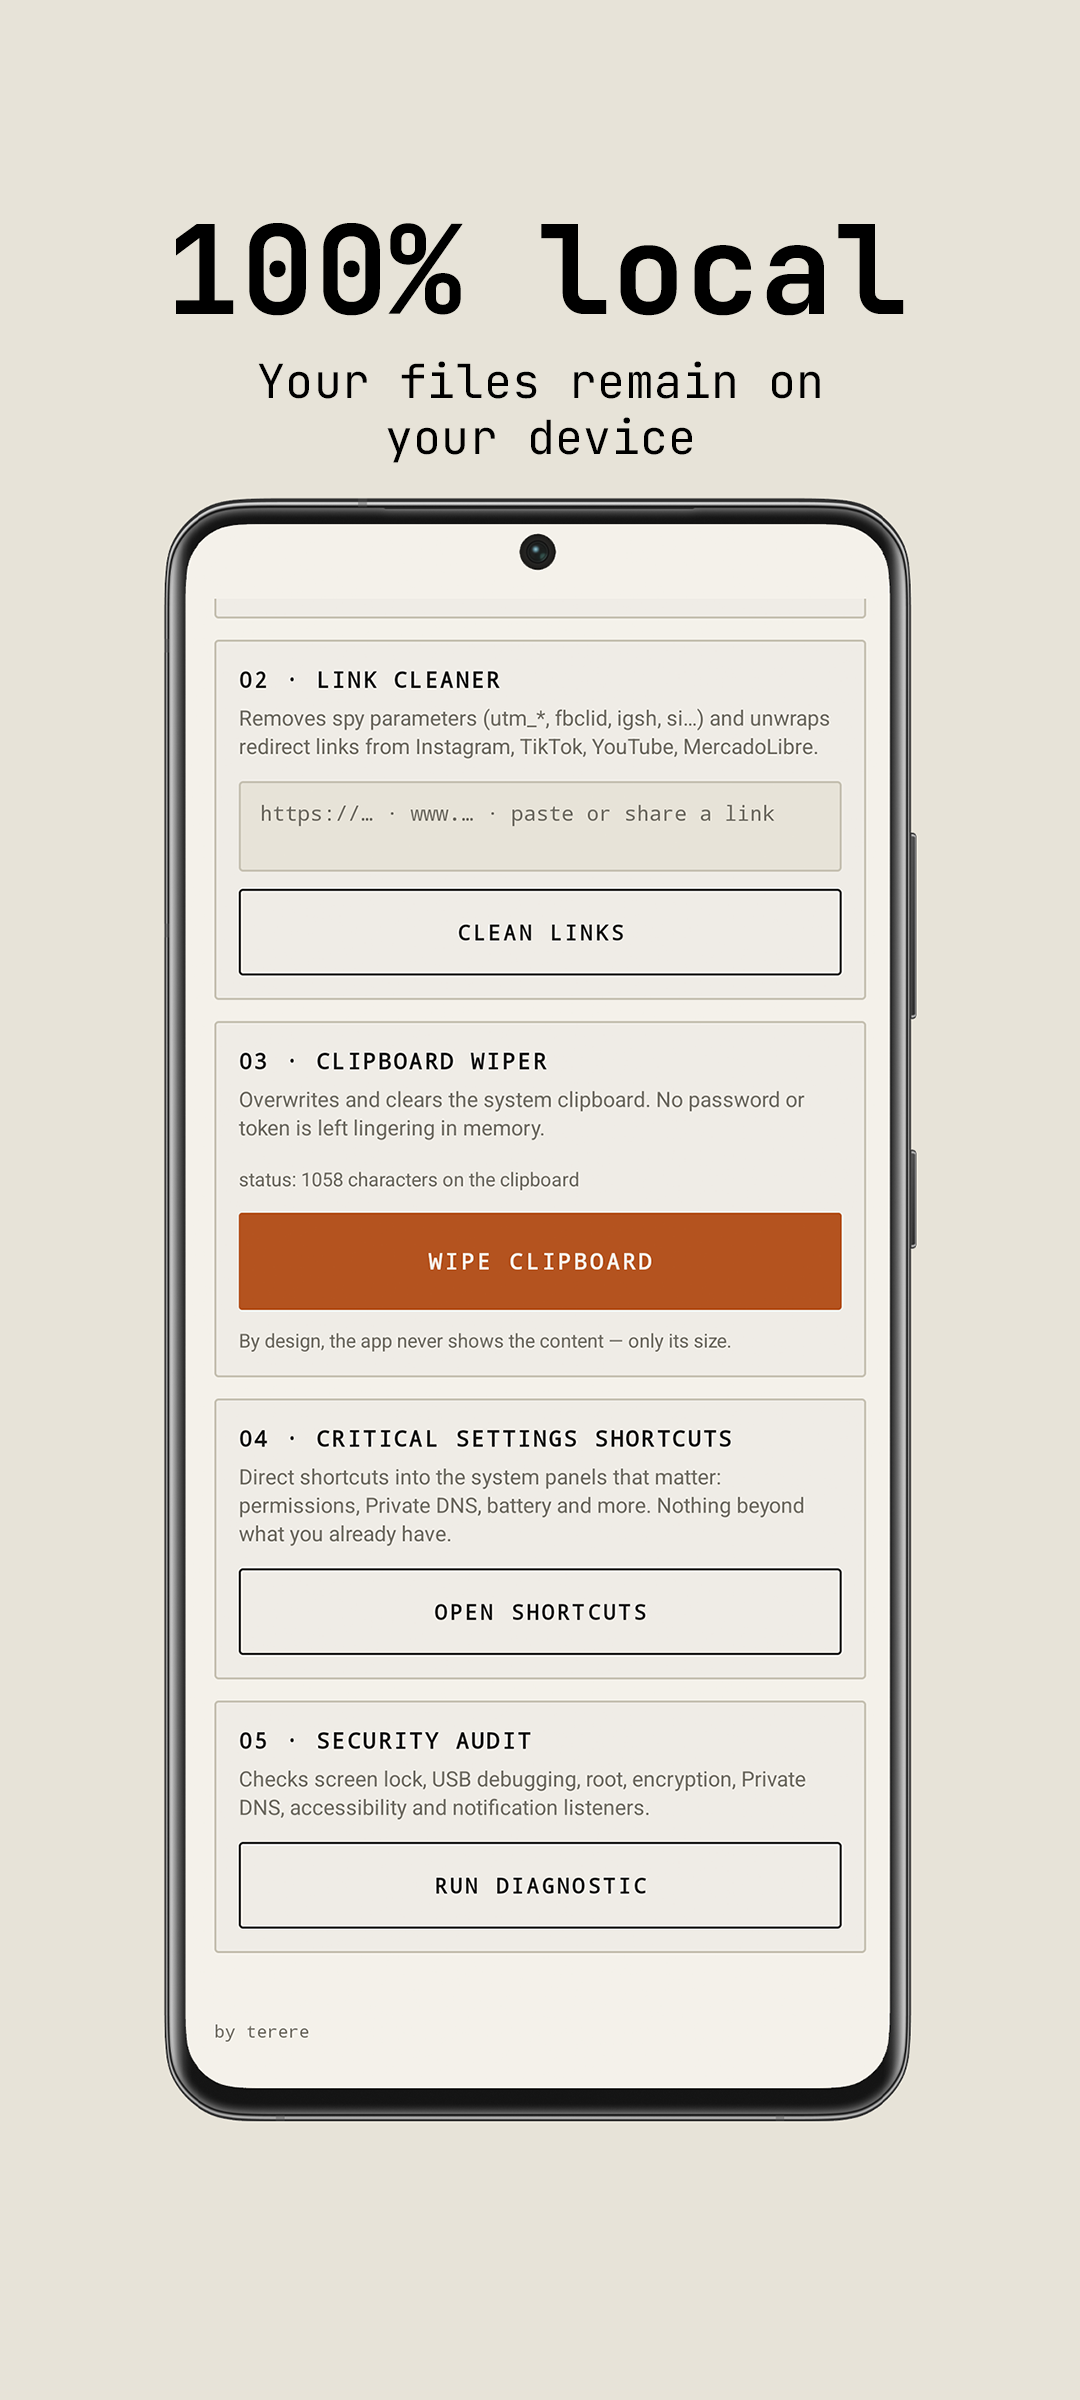 100% local
Your files remain on
your device
02 · LINK CLEANER
Removes spy parameters (utm_*, fbclid, igsh, si…) and unwraps
redirect links from Instagram, TikTok, YouTube, MercadoLibre.
https://… · www.… · paste or share a link
CLEAN LINKS
03 · CLIPBOARD WIPER
Overwrites and clears the system clipboard. No password or
token is left lingering in memory.
status: 1058 characters on the clipboard
WIPE CLIPBOARD
By design, the app never shows the content — only its size.
04 · CRITICAL SETTINGS SHORTCUTS
Direct shortcuts into the system panels that matter:
permissions, Private DNS, battery and more. Nothing beyond
what you already have.
OPEN SHORTCUTS
05 · SECURITY AUDIT
Checks screen lock, USB debugging, root, encryption, Private
DNS, accessibility and notification listeners.
RUN DIAGNOSTIC
by terere